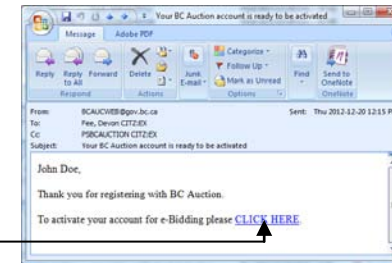 Your BC Auction account is ready to be activated
Message Adobe PDF
Reply Reply to All Forward Delete Junk E-mail Categorize Follow Up Mark as Unread Find Send to OneNote
Respond Actions Options OneNote
From: BCAUCWEB@gov.bc.ca Sent: Thu 2012-12-20 12:15 P
To: Pee, Devon CITZ:EX
Cc: PSBCAUCTION CITZ:EX
Subject: Your BC Auction account is ready to be activated
John Doe,
Thank you for registering with BC Auction.
To activate your account for e-Bidding please CLICK HERE.